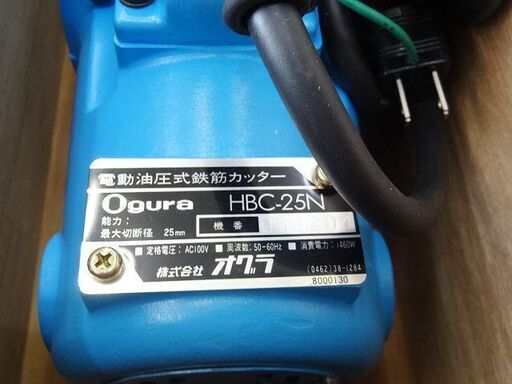 電動油圧式鉄筋カッター
Ogura HBC-25N
能力:
最大切断径 25mm
機番
■定格電圧:AC100V ■周波数:50-60Hz ■消費電力:1460W
株式会社 オグラ
(0462)38-1284
8000130